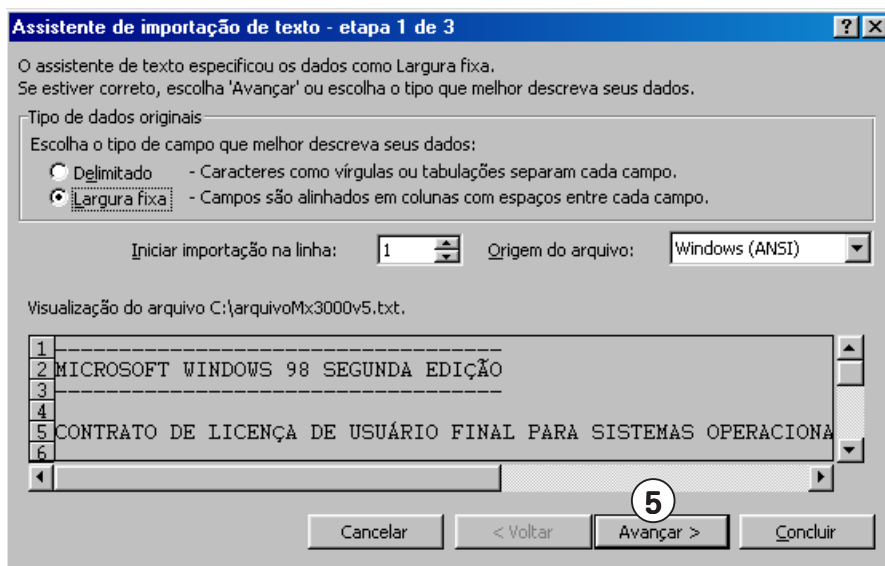 Assistente de importação de texto - etapa 1 de 3
O assistente de texto especificou os dados como Largura fixa.
Se estiver correto, escolha 'Avançar' ou escolha o tipo que melhor descreva seus dados.
Tipo de dados originais
Escolha o tipo de campo que melhor descreva seus dados:
Delimitado - Caracteres como vírgulas ou tabulações separam cada campo.
Largura fixa - Campos são alinhados em colunas com espaços entre cada campo.
Iniciar importação na linha: 1 Origem do arquivo: Windows (ANSI)
Visualização do arquivo C:\arquivoMx3000v5.txt.
1 -----------------------------------
2 MICROSOFT WINDOWS 98 SEGUNDA EDIÇÃO
3 -----------------------------------
4
5 CONTRATO DE LICENÇA DE USUÁRIO FINAL PARA SISTEMAS OPERACIONA
6
5
Cancelar < Voltar Avançar > Concluir